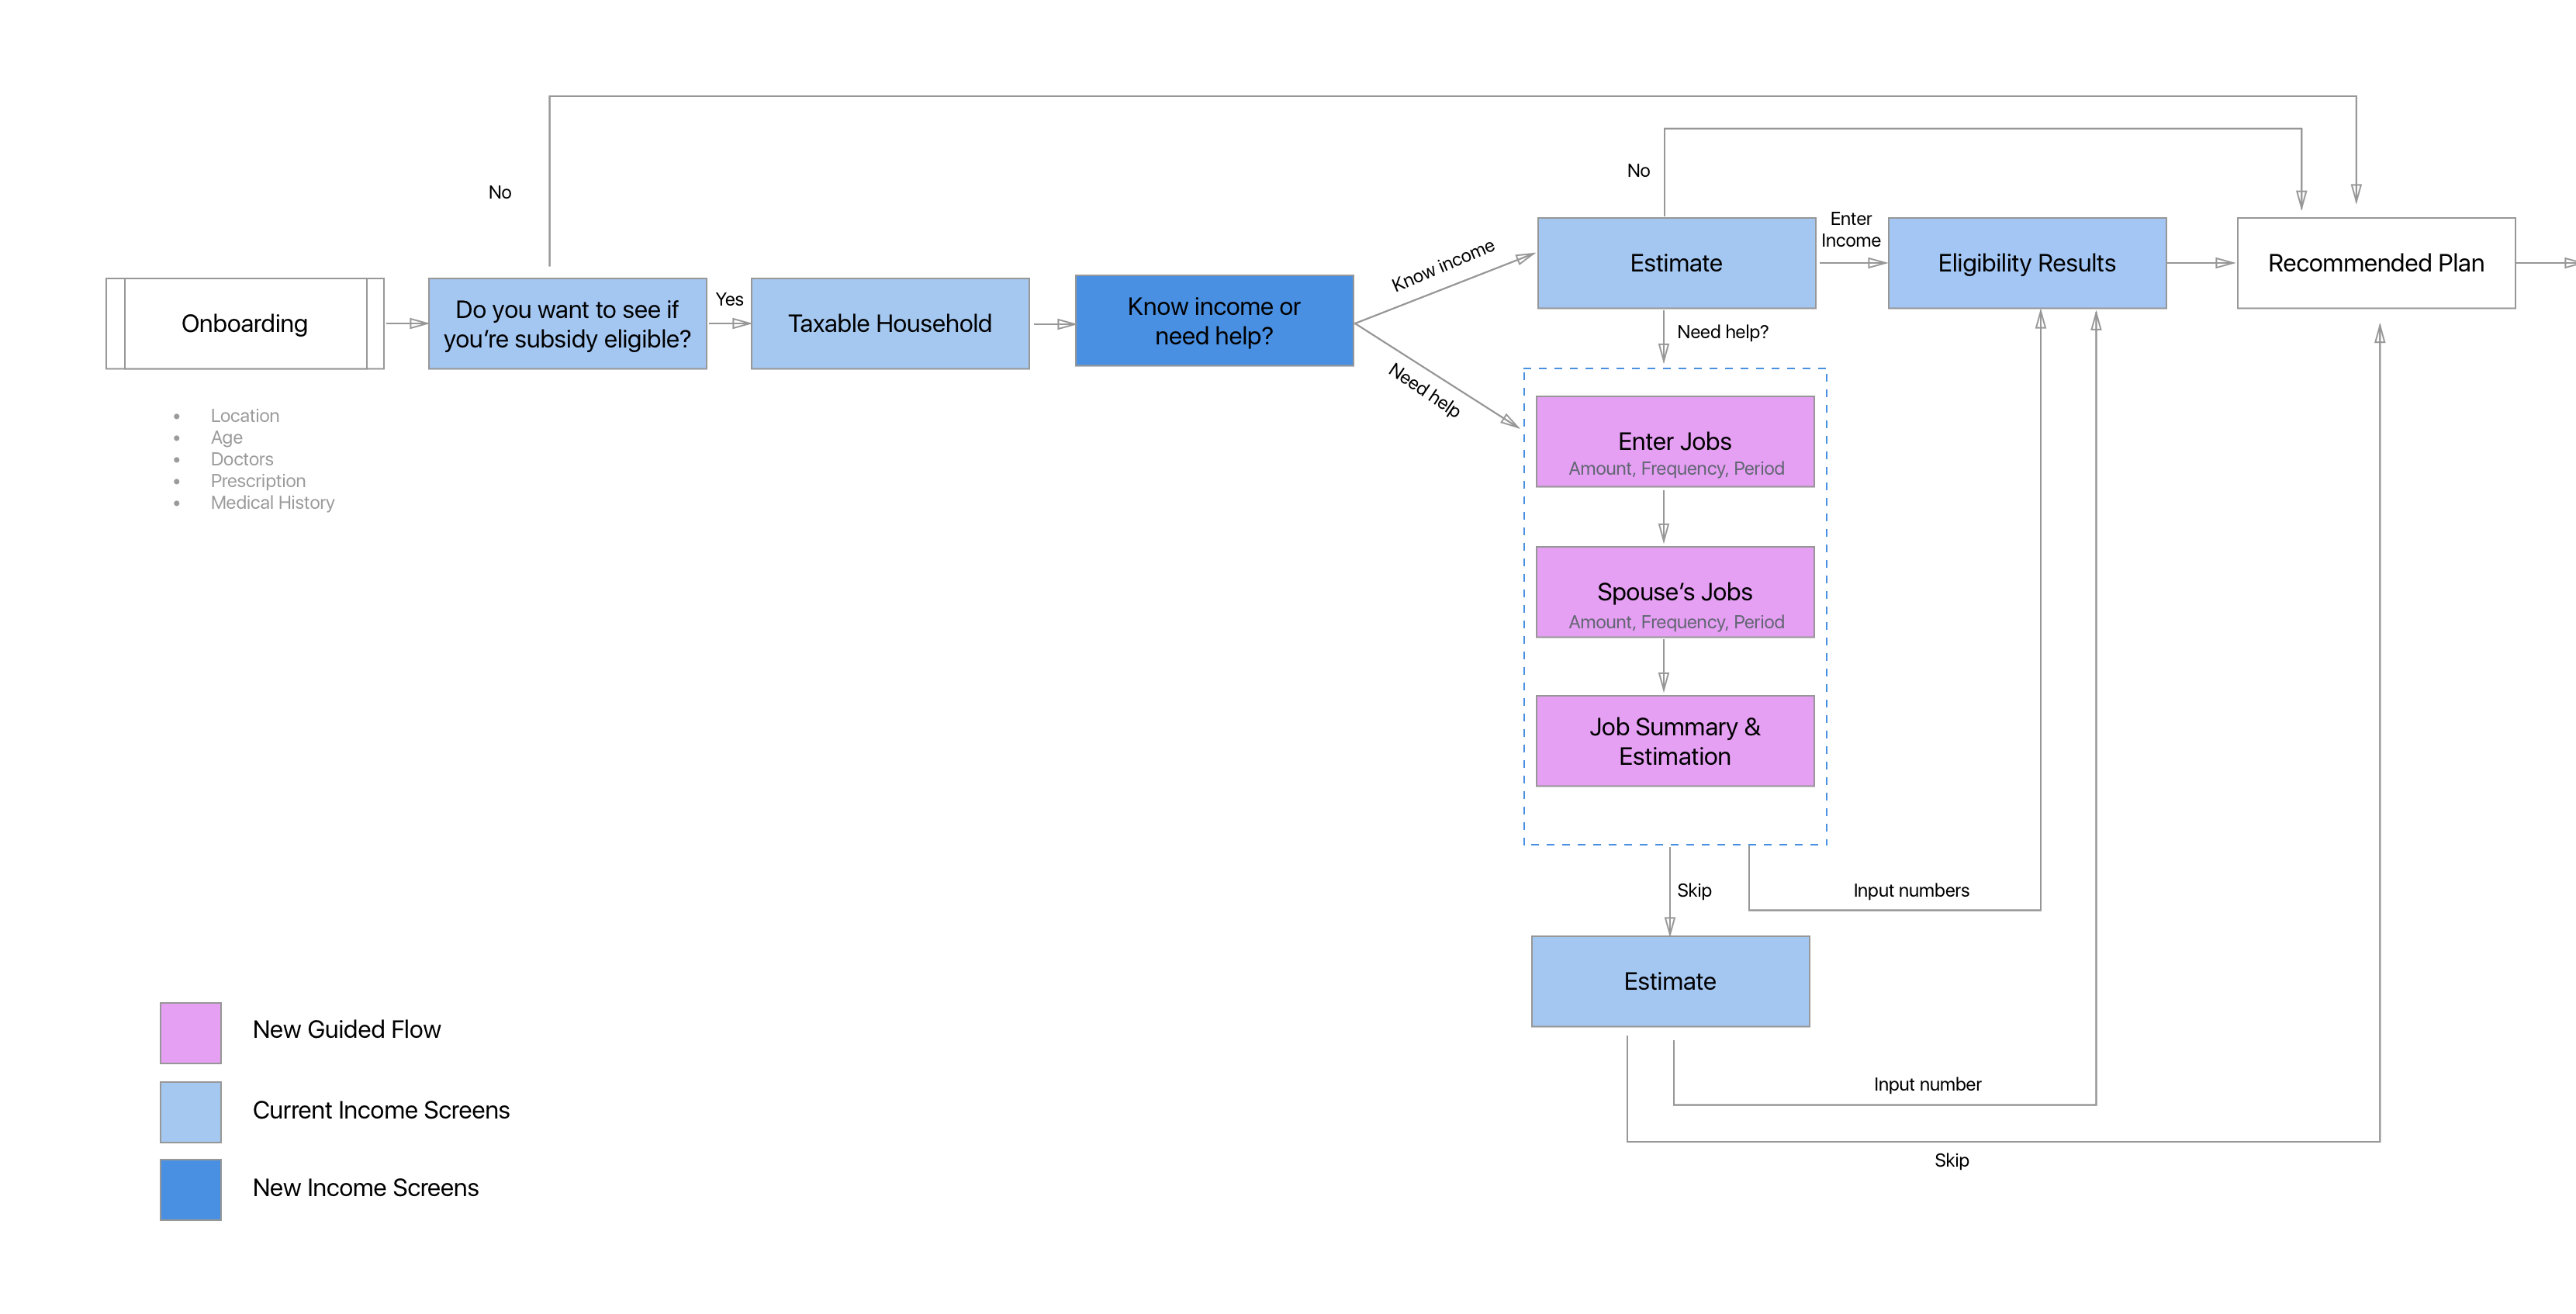 No
No
Enter
Income
Know income
Onboarding
Do you want to see if
you’re subsidy eligible?
Yes
Taxable Household
Know income or
need help?
Estimate
Eligibility Results
Recommended Plan
Need help?
Need help
• Location
• Age
• Doctors
• Prescription
• Medical History
Enter Jobs
Amount, Frequency, Period
Spouse’s Jobs
Amount, Frequency, Period
Job Summary &
Estimation
Skip
Input numbers
Estimate
Input number
Skip
New Guided Flow
Current Income Screens
New Income Screens